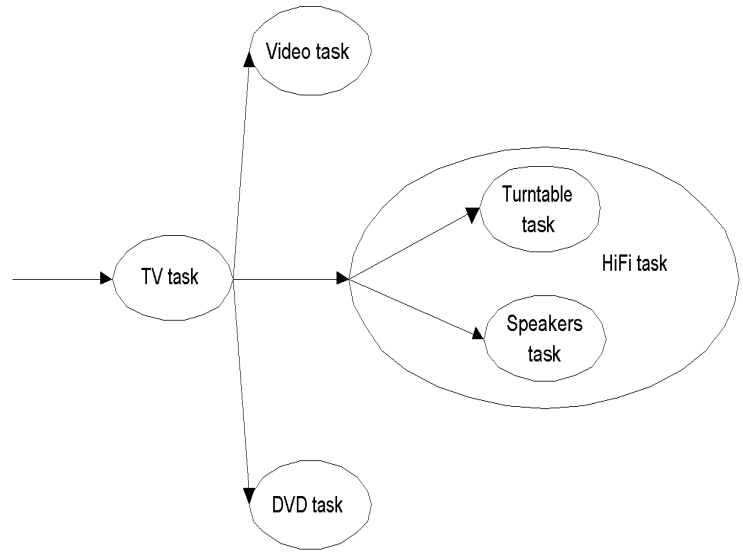 Video task
Turntable
task
HiFi task
TV task
Speakers
task
DVD task